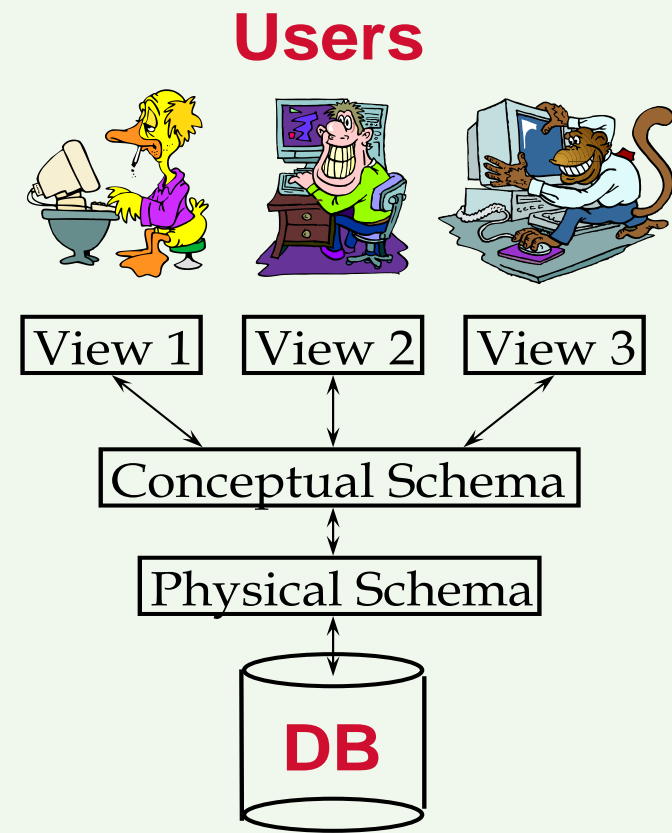 Users
View 1
View 2
View 3
Conceptual Schema
Physical Schema
DB